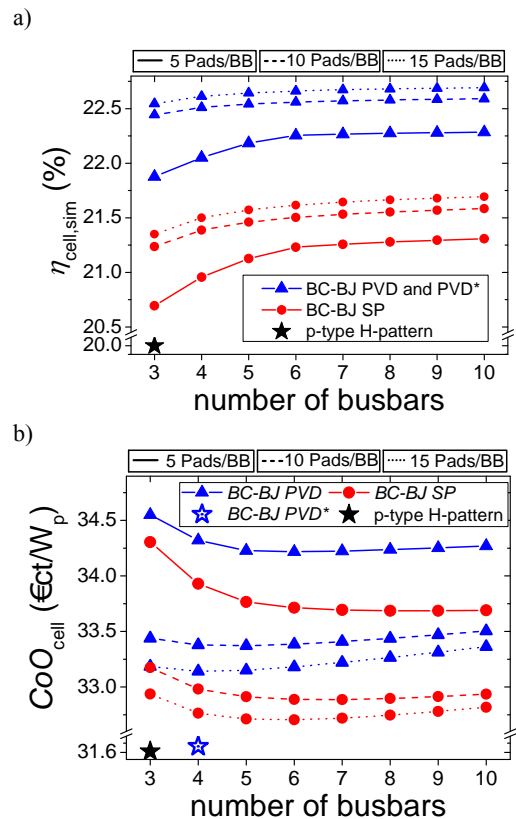 a)
5 Pads/BB 10 Pads/BB 15 Pads/BB
22.5
22.0
21.5
21.0
20.5
20.0
η_cell,sim (%)
BC-BJ PVD and PVD*
BC-BJ SP
p-type H-pattern
3 4 5 6 7 8 9 10
number of busbars
b)
5 Pads/BB 10 Pads/BB 15 Pads/BB
BC-BJ PVD BC-BJ SP
BC-BJ PVD* p-type H-pattern
34.5
34.0
33.5
33.0
31.6
CoO_cell (€ct/W_p)
3 4 5 6 7 8 9 10
number of busbars